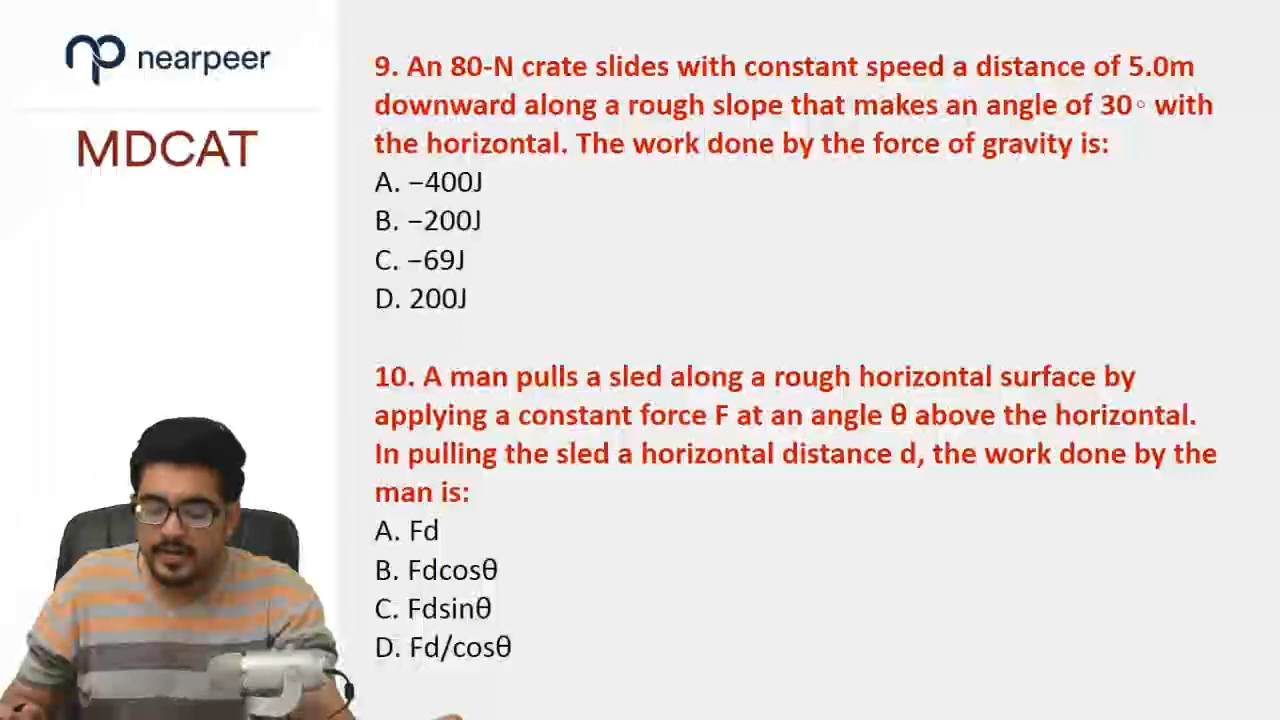 nearpeer
MDCAT
9. An 80-N crate slides with constant speed a distance of 5.0m
downward along a rough slope that makes an angle of 30◦ with
the horizontal. The work done by the force of gravity is:
A. −400J
B. −200J
C. −69J
D. 200J
10. A man pulls a sled along a rough horizontal surface by
applying a constant force F at an angle θ above the horizontal.
In pulling the sled a horizontal distance d, the work done by the
man is:
A. Fd
B. Fdcosθ
C. Fdsinθ
D. Fd/cosθ